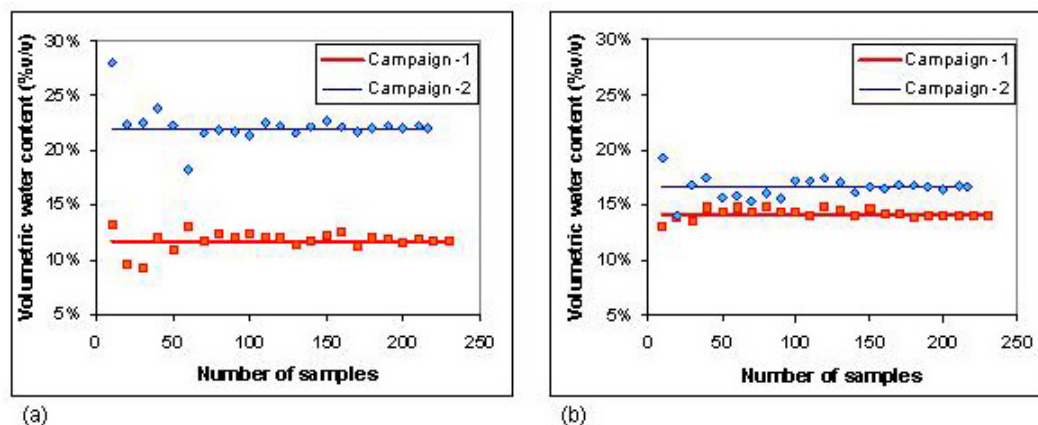 30%
25%
20%
15%
10%
5%
Volumetric water content (%v/v)
Campaign -1
Campaign -2
0 50 100 150 200 250
Number of samples
(a)
30%
25%
20%
15%
10%
5%
Volumetric water content (%v/v)
Campaign -1
Campaign -2
0 50 100 150 200 250
Number of samples
(b)